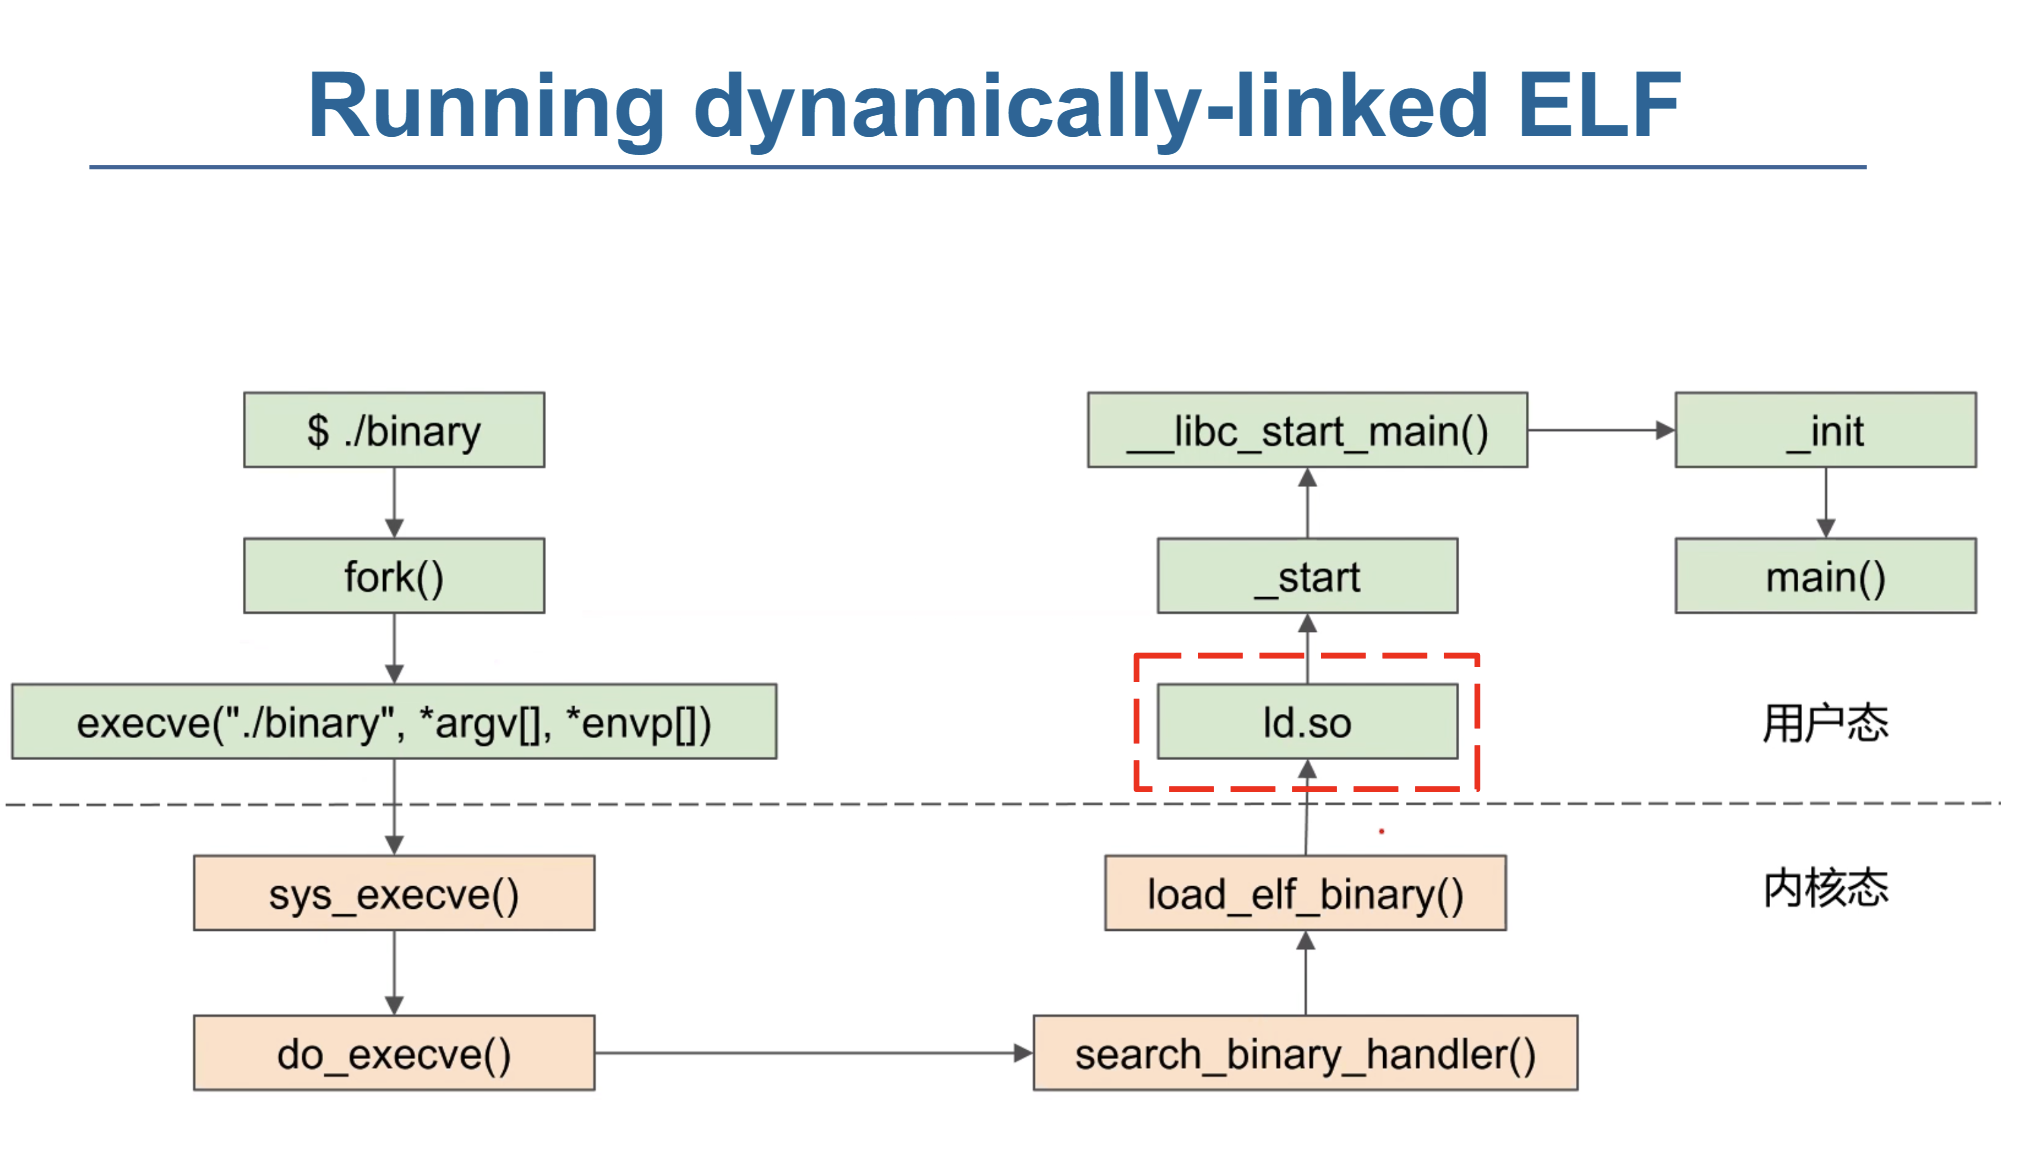 Running dynamically-linked ELF
$ ./binary
fork()
execve("./binary", *argv[], *envp[])
sys_execve()
do_execve()
search_binary_handler()
load_elf_binary()
ld.so
_start
__libc_start_main()
_init
main()
用户态
内核态